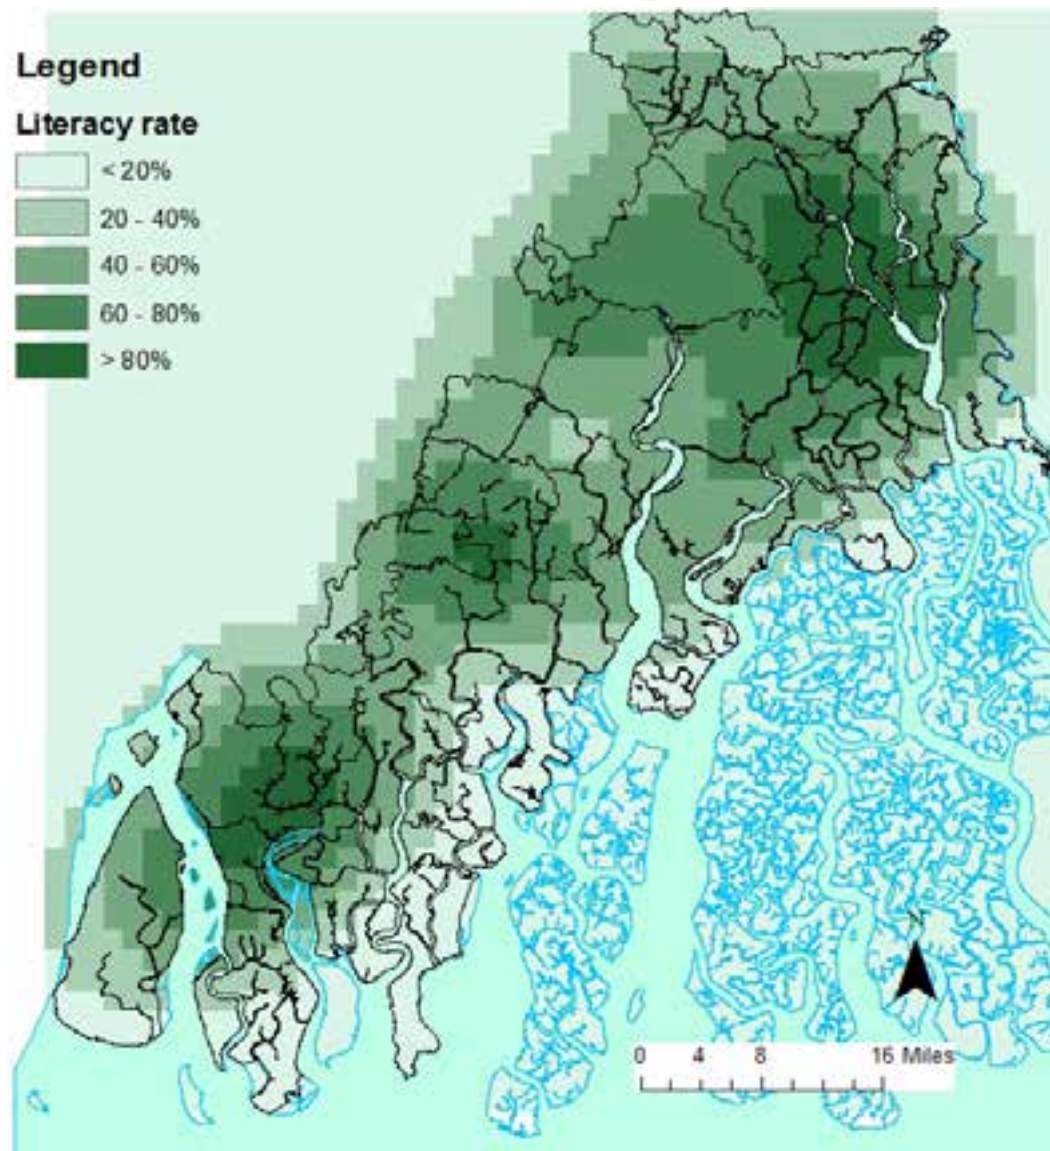 Legend
Literacy rate
< 20%
20 - 40%
40 - 60%
60 - 80%
> 80%
N
0 4 8 16 Miles